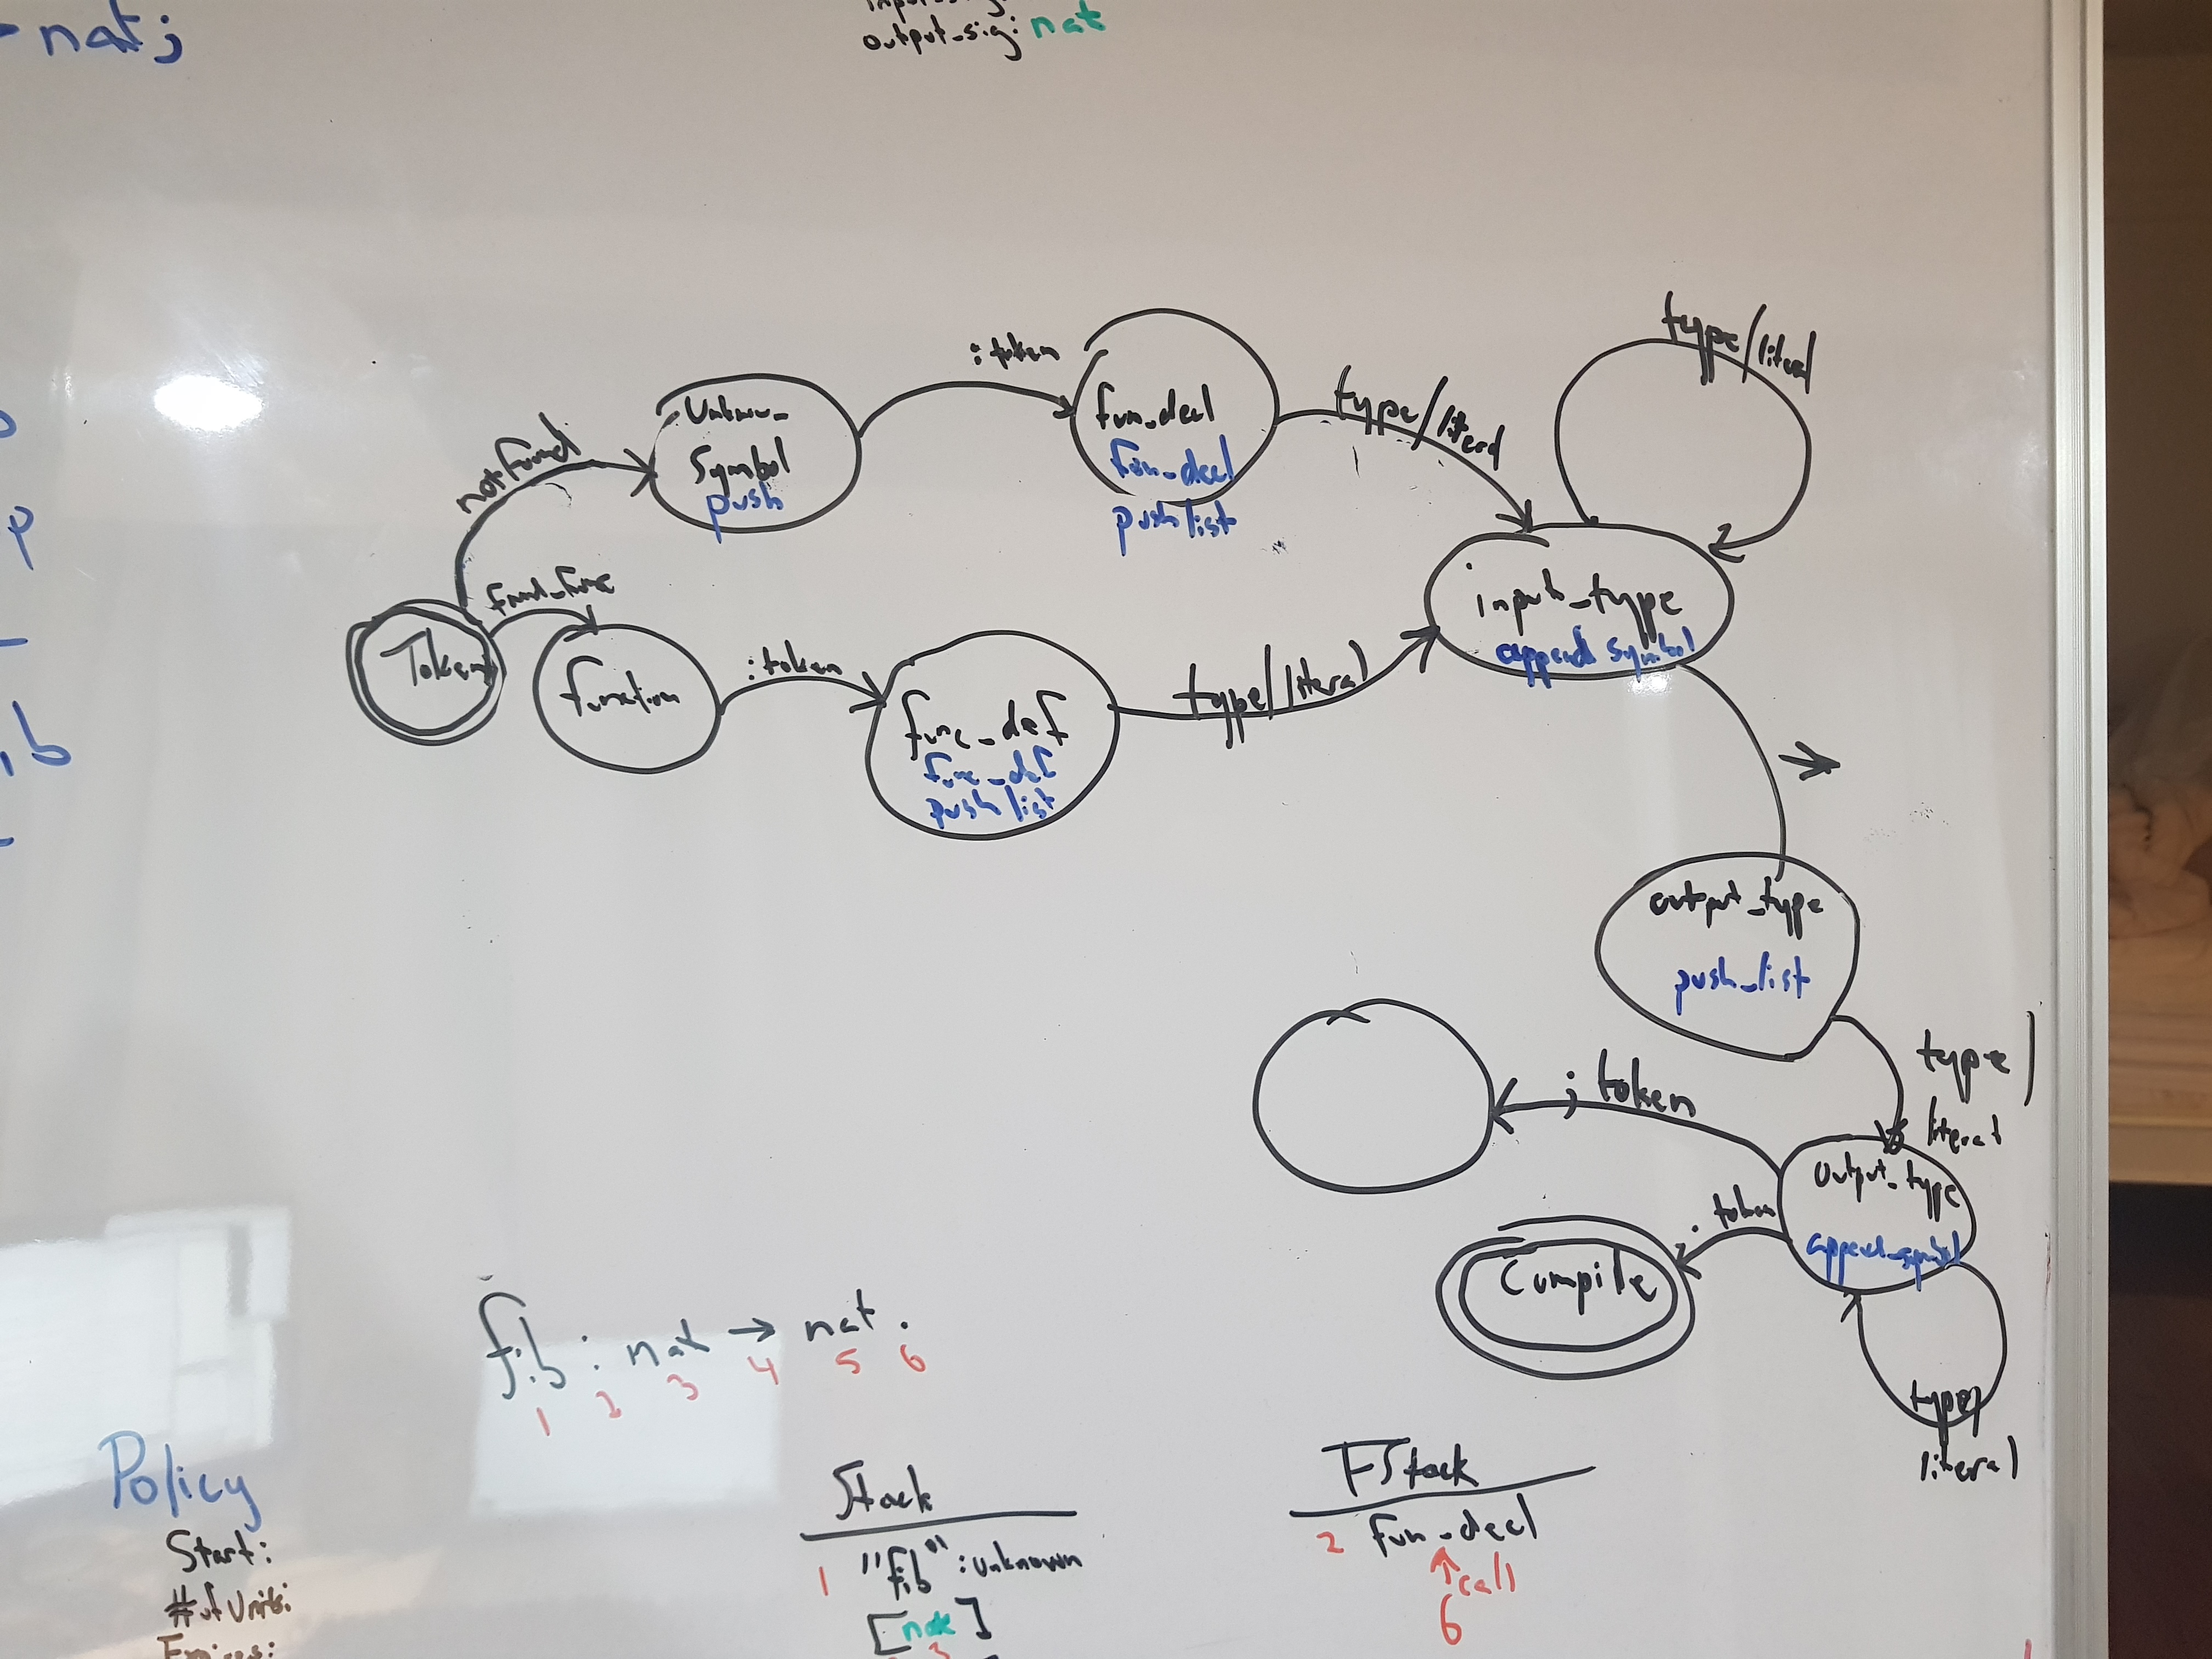 nat;
output_sig: nat
type/literal
: token
not found
Unknow_
Symbol
push
fun_decl
fun_decl
push list
type/literal
found_func
Token
function
: token
func_def
func_def
push list
type/literal
input_type
append symbol
→
output_type
push_list
type/
literal
; token
output_type
append_symbol
. token
Compile
type/
literal
fib : nat → nat .
1 2 3 4 5 6
Policy
Start:
# of Units:
Expires:
Stack
1 "fib" : unknown
[nat]
3
FStack
2 fun_decl
↑ call
6
p
ib